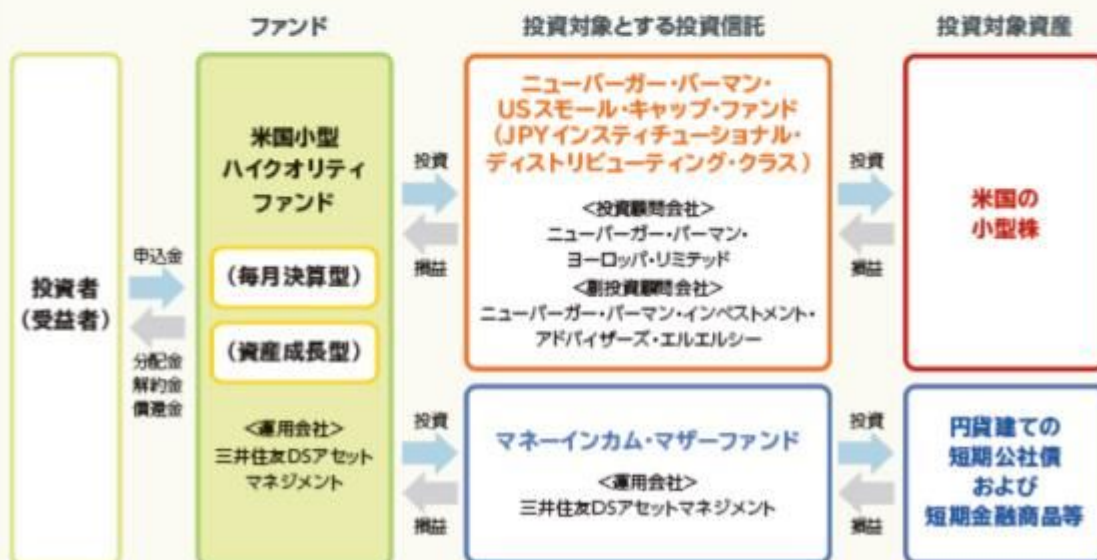 ファンド
投資対象とする投資信託
投資対象資産
投資者
(受益者)
申込金
分配金
解約金
償還金
米国小型
ハイクオリティ
ファンド
(毎月決算型)
(資産成長型)
<運用会社>
三井住友DSアセット
マネジメント
投資
損益
ニューバーガー・バーマン・
USスモール・キャップ・ファンド
(JPYインスティチューショナル・
ディストリビューティング・クラス)
<投資顧問会社>
ニューバーガー・バーマン・
ヨーロッパ・リミテッド
<副投資顧問会社>
ニューバーガー・バーマン・インベストメント・
アドバイザーズ・エルエルシー
投資
損益
米国の
小型株
投資
損益
マネーインカム・マザーファンド
<運用会社>
三井住友DSアセットマネジメント
投資
損益
円貨建ての
短期公社債
および
短期金融商品等